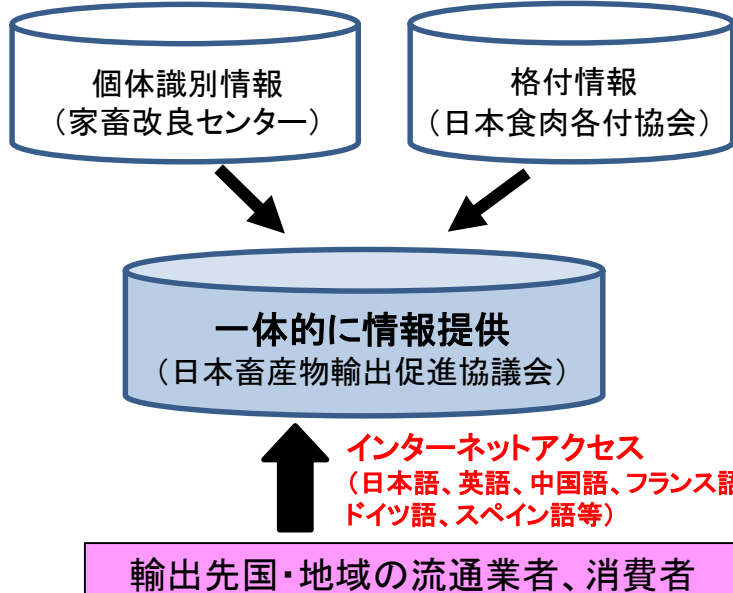 個体識別情報
（家畜改良センター）
格付情報
（日本食肉各付協会）
一体的に情報提供
（日本畜産物輸出促進協議会）
インターネットアクセス
（日本語、英語、中国語、フランス語
ドイツ語、スペイン語等）
輸出先国・地域の流通業者、消費者